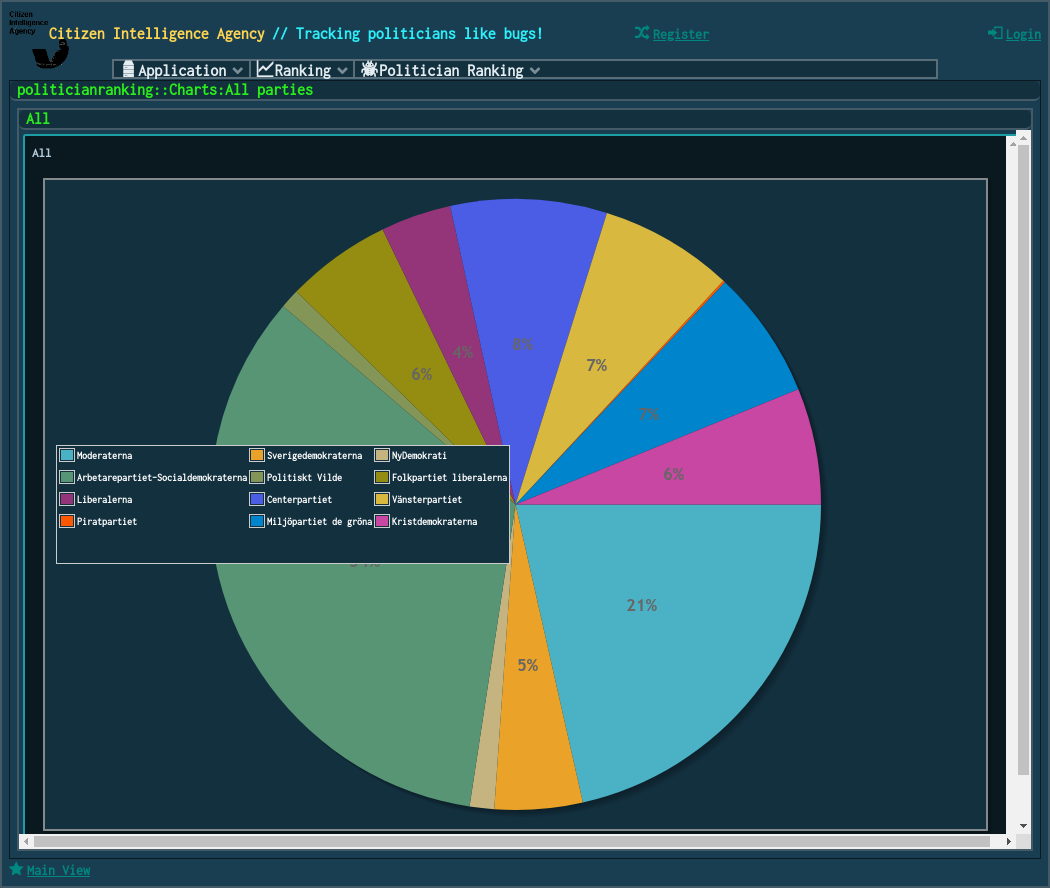 Citizen
Intelligence
Agency
Citizen Intelligence Agency // Tracking politicians like bugs!
Register
Login
Application
Ranking
Politician Ranking
politicianranking::Charts:All parties
All
All
8%
4%
7%
6%
7%
6%
Moderaterna
Sverigedemokraterna
NyDemokrati
Arbetarepartiet-Socialdemokraterna
Politiskt Vilde
Folkpartiet liberalerna
Liberalerna
Centerpartiet
Vänsterpartiet
Piratpartiet
Miljöpartiet de gröna
Kristdemokraterna
21%
5%
Main View